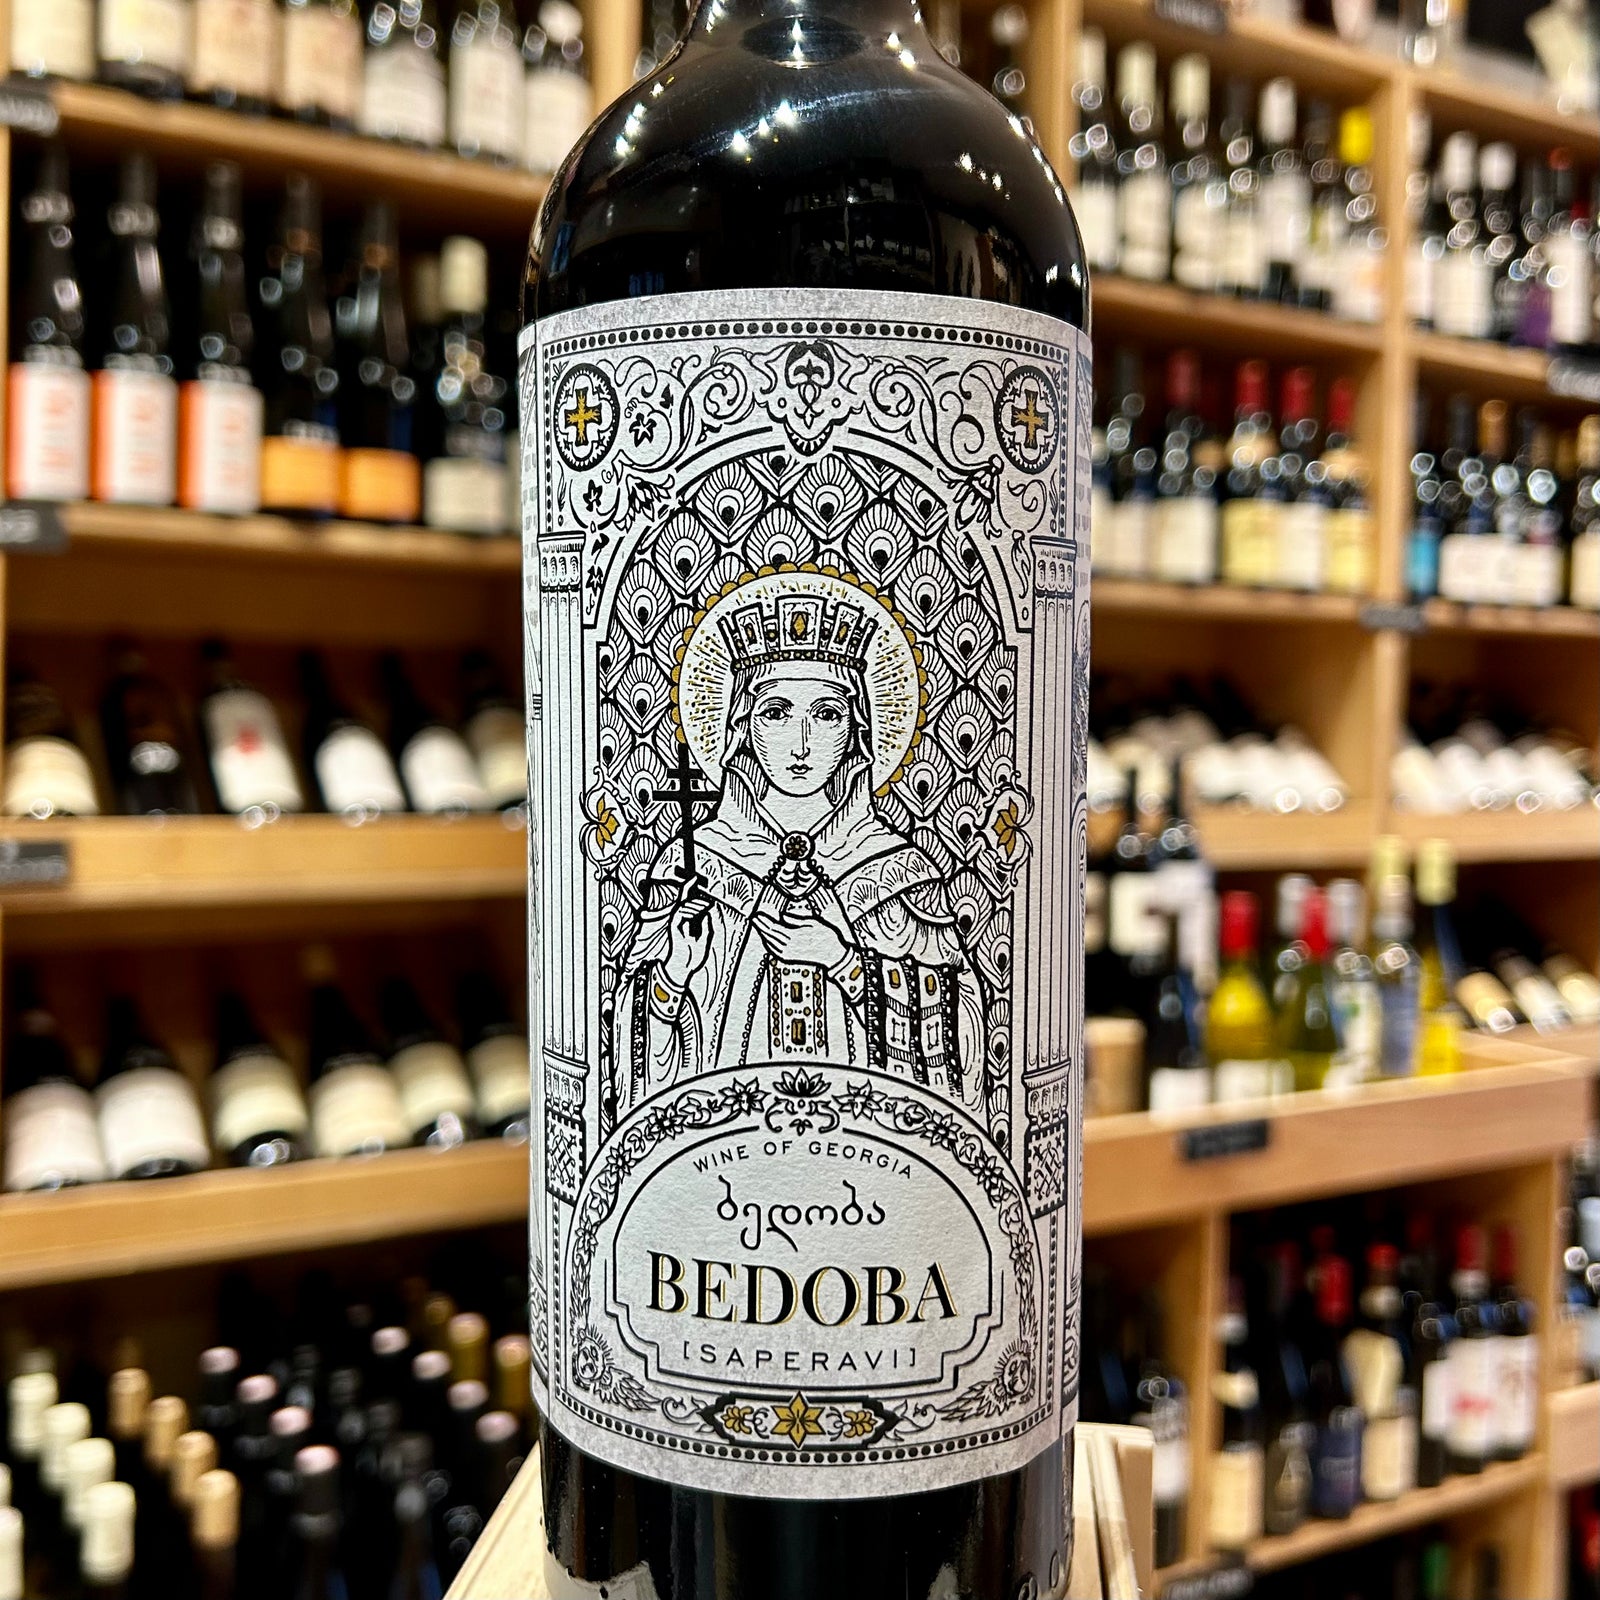 WINE OF GEORGIA
ბედობა
BEDOBA
[SAPERAVI]